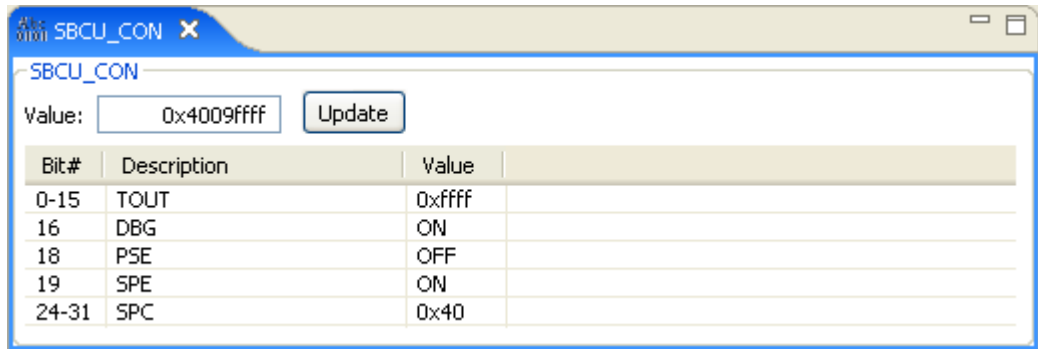 SBCU_CON
SBCU_CON
Value: 0x4009ffff Update
Bit# Description Value
0-15 TOUT 0xffff
16 DBG ON
18 PSE OFF
19 SPE ON
24-31 SPC 0x40